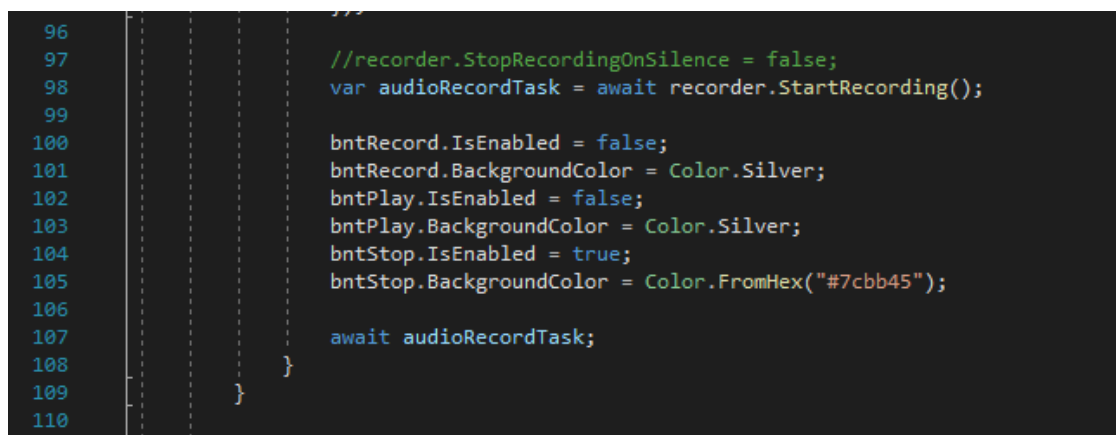 96
97 //recorder.StopRecordingOnSilence = false;
98 var audioRecordTask = await recorder.StartRecording();
99
100 bntRecord.IsEnabled = false;
101 bntRecord.BackgroundColor = Color.Silver;
102 bntPlay.IsEnabled = false;
103 bntPlay.BackgroundColor = Color.Silver;
104 bntStop.IsEnabled = true;
105 bntStop.BackgroundColor = Color.FromHex("#7cbb45");
106
107 await audioRecordTask;
108 }
109 }
110